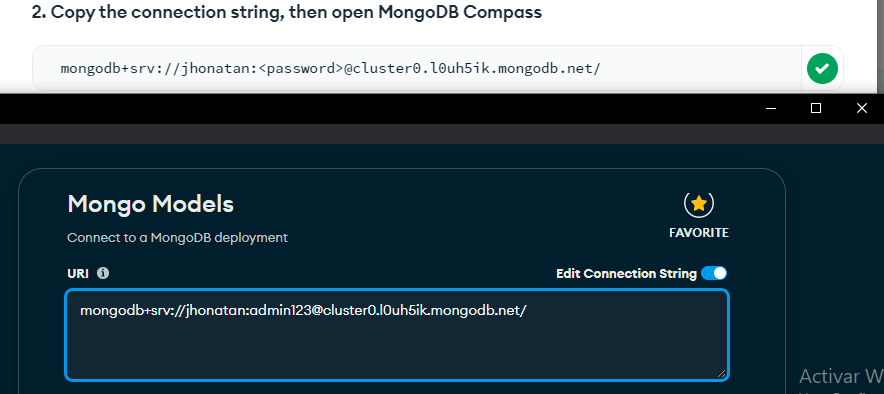 2. Copy the connection string, then open MongoDB Compass
mongodb+srv://jhonatan:<password>@cluster0.l0uh5ik.mongodb.net/
Mongo Models
FAVORITE
Connect to a MongoDB deployment
URI
Edit Connection String
mongodb+srv://jhonatan:admin123@cluster0.l0uh5ik.mongodb.net/
Activar W